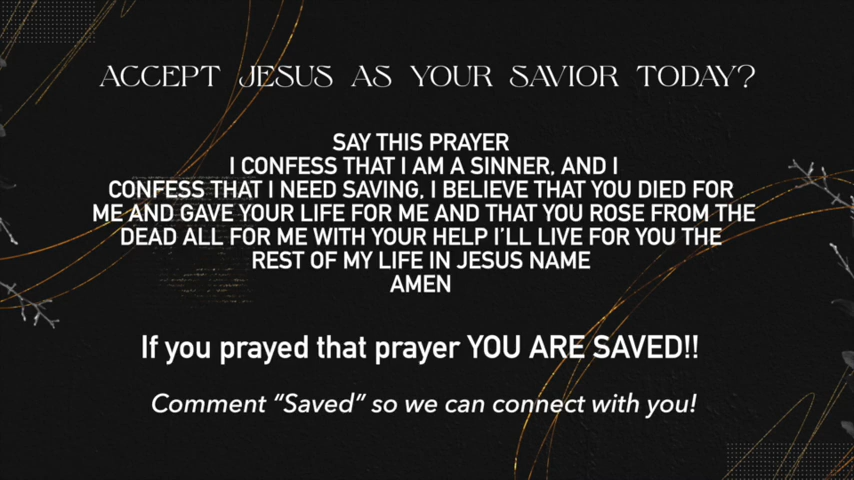 ACCEPT JESUS AS YOUR SAVIOR TODAY?
SAY THIS PRAYER
I CONFESS THAT I AM A SINNER, AND I
CONFESS THAT I NEED SAVING, I BELIEVE THAT YOU DIED FOR
ME AND GAVE YOUR LIFE FOR ME AND THAT YOU ROSE FROM THE
DEAD ALL FOR ME WITH YOUR HELP I'LL LIVE FOR YOU THE
REST OF MY LIFE IN JESUS NAME
AMEN
If you prayed that prayer YOU ARE SAVED!!
Comment "Saved" so we can connect with you!